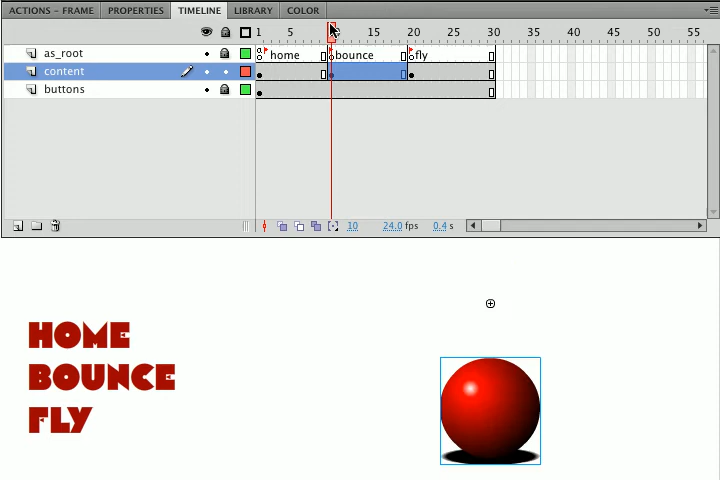 ACTIONS – FRAME PROPERTIES TIMELINE LIBRARY COLOR
1 5 15 20 25 30 35 40 45 50 55
as_root home bounce fly
content
buttons
10 24.0 fps 0.4 s
HOME
BOUNCE
FLY